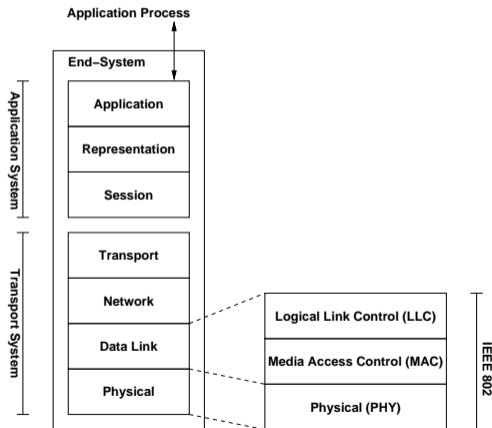 Application Process
End–System
Application System
Application
Representation
Session
Transport System
Transport
Network
Data Link
Physical
Logical Link Control (LLC)
Media Access Control (MAC)
Physical (PHY)
IEEE 802